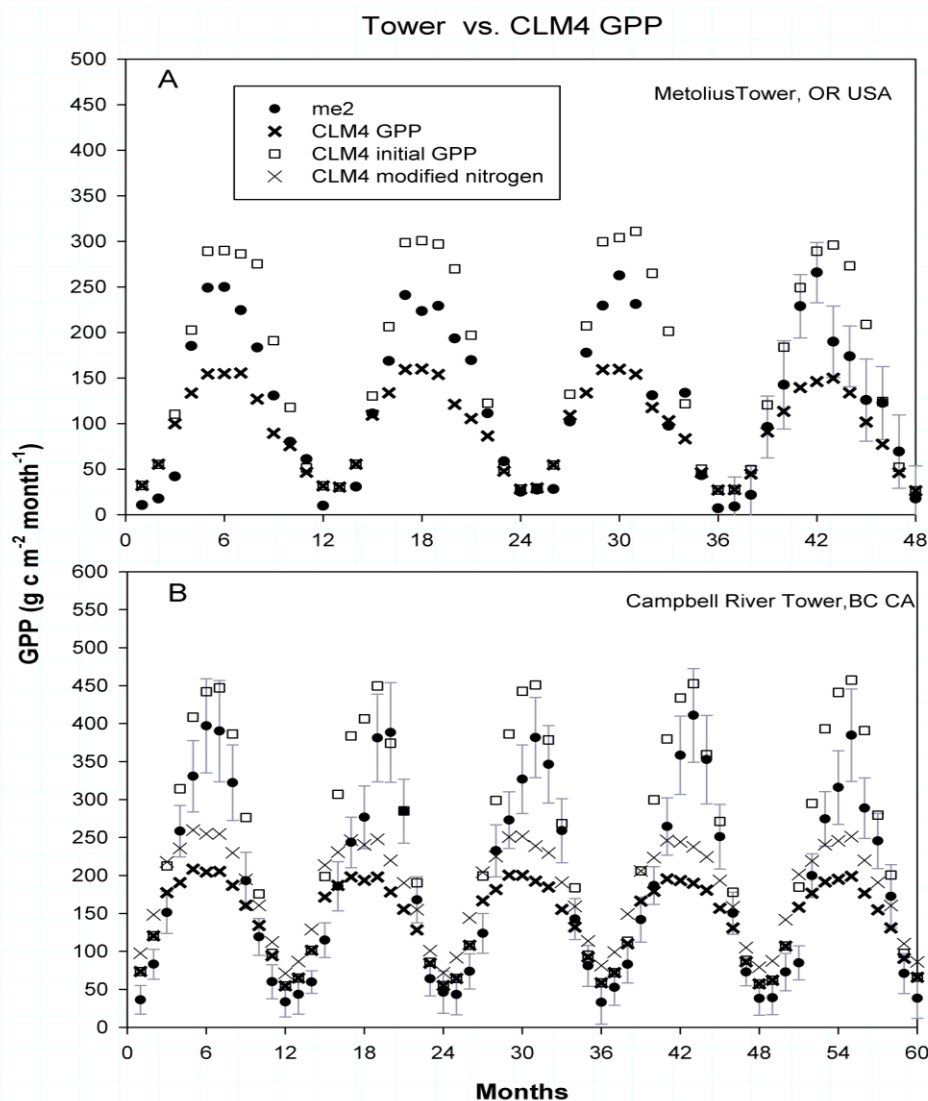 Tower vs. CLM4 GPP
A
MetoliusTower, OR USA
me2
CLM4 GPP
CLM4 initial GPP
CLM4 modified nitrogen
500
450
400
350
300
250
200
150
100
50
0
0 6 12 18 24 30 36 42 48
GPP (g c m-2 month-1)
B
Campbell River Tower,BC CA
600
550
500
450
400
350
300
250
200
150
100
50
0
0 6 12 18 24 30 36 42 48 54 60
Months